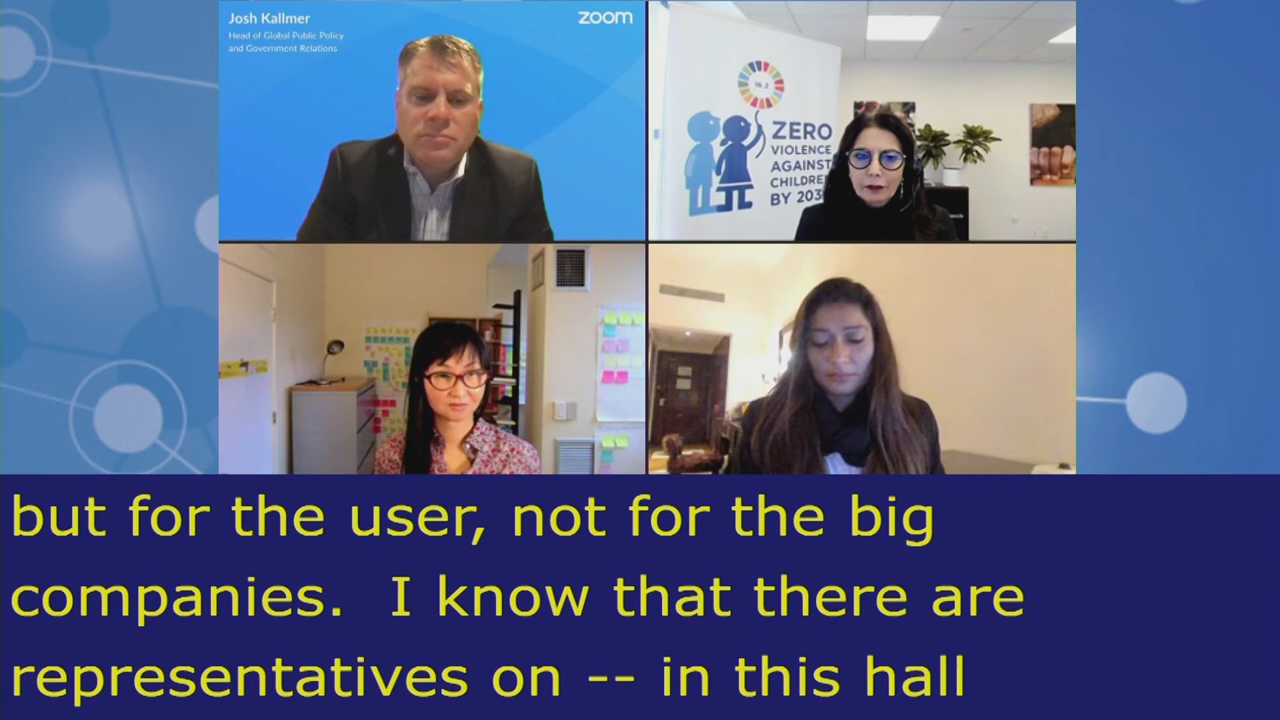 Josh Kallmer
Head of Global Public Policy
and Government Relations
zoom
16.2
ZERO
VIOLENCE
AGAINST
CHILDREN
BY 203
but for the user, not for the big
companies.  I know that there are
representatives on -- in this hall